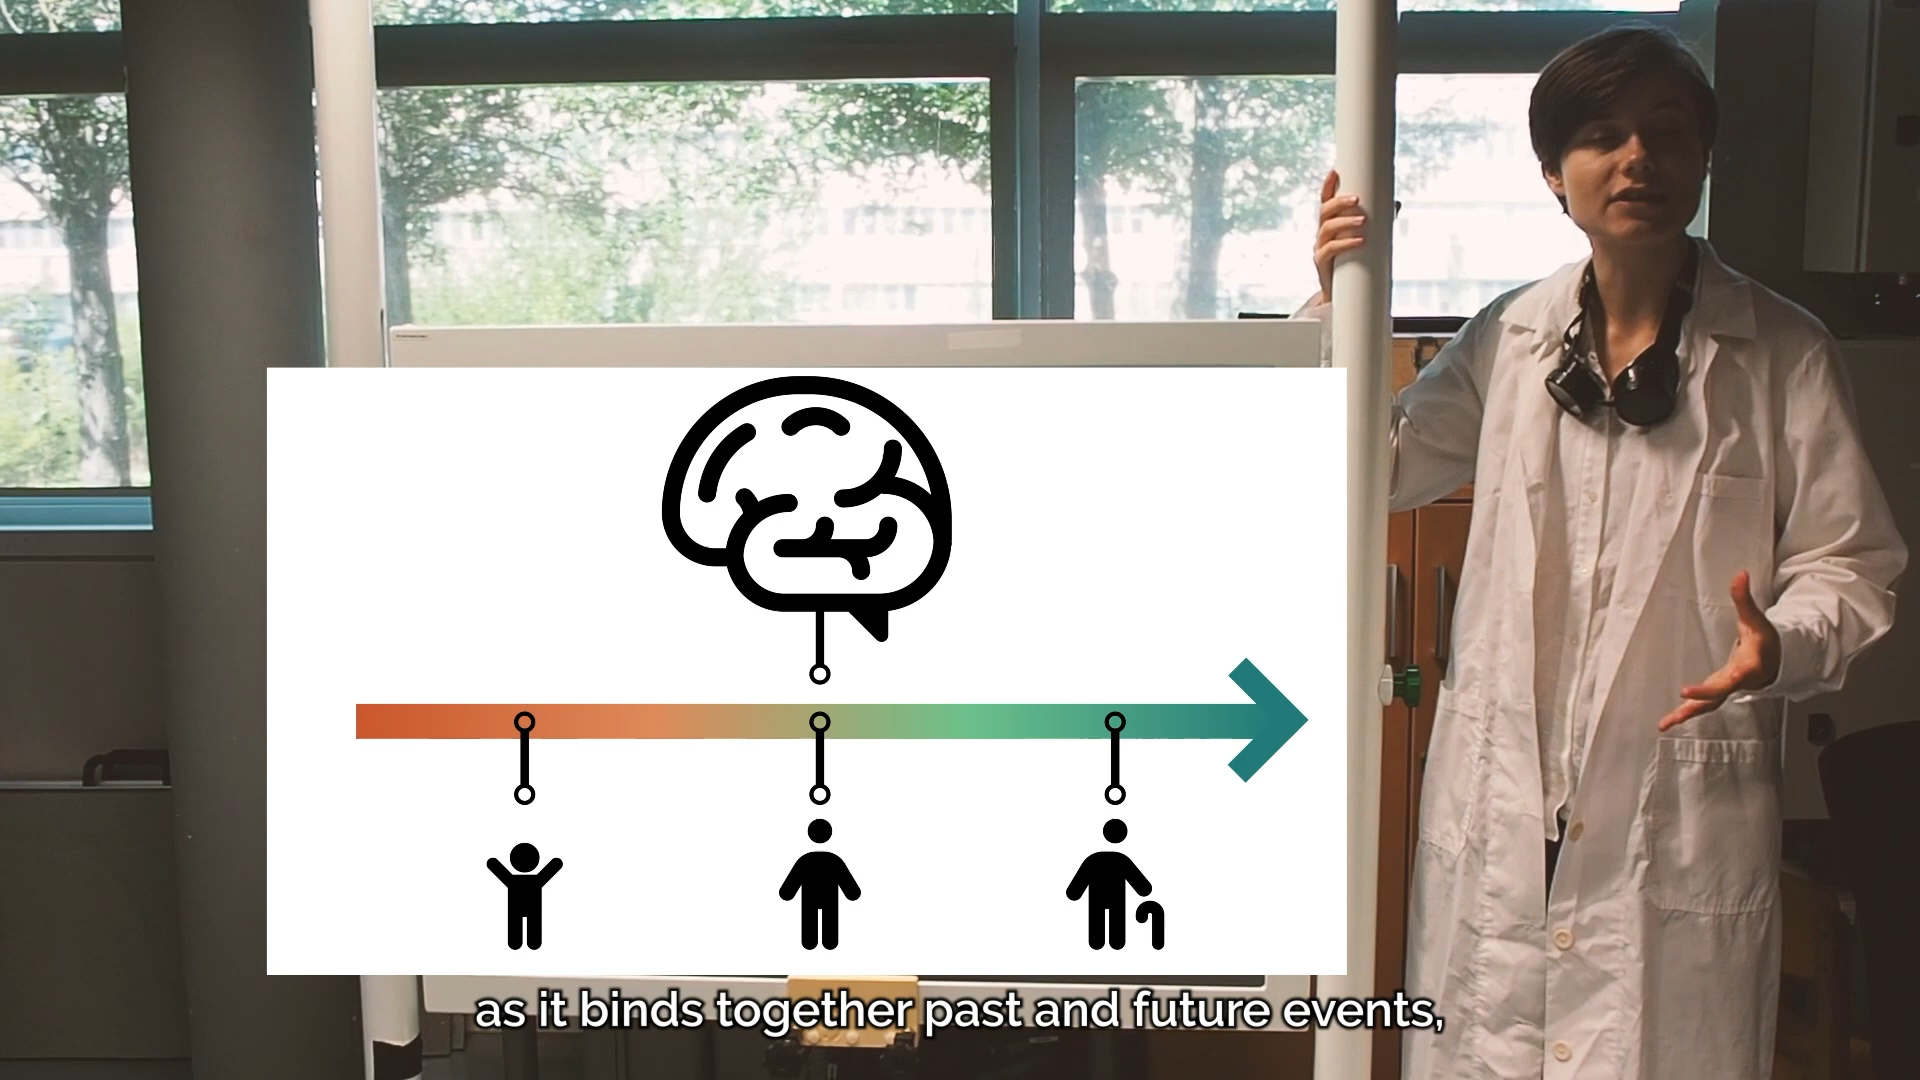 as it binds together past and future events,